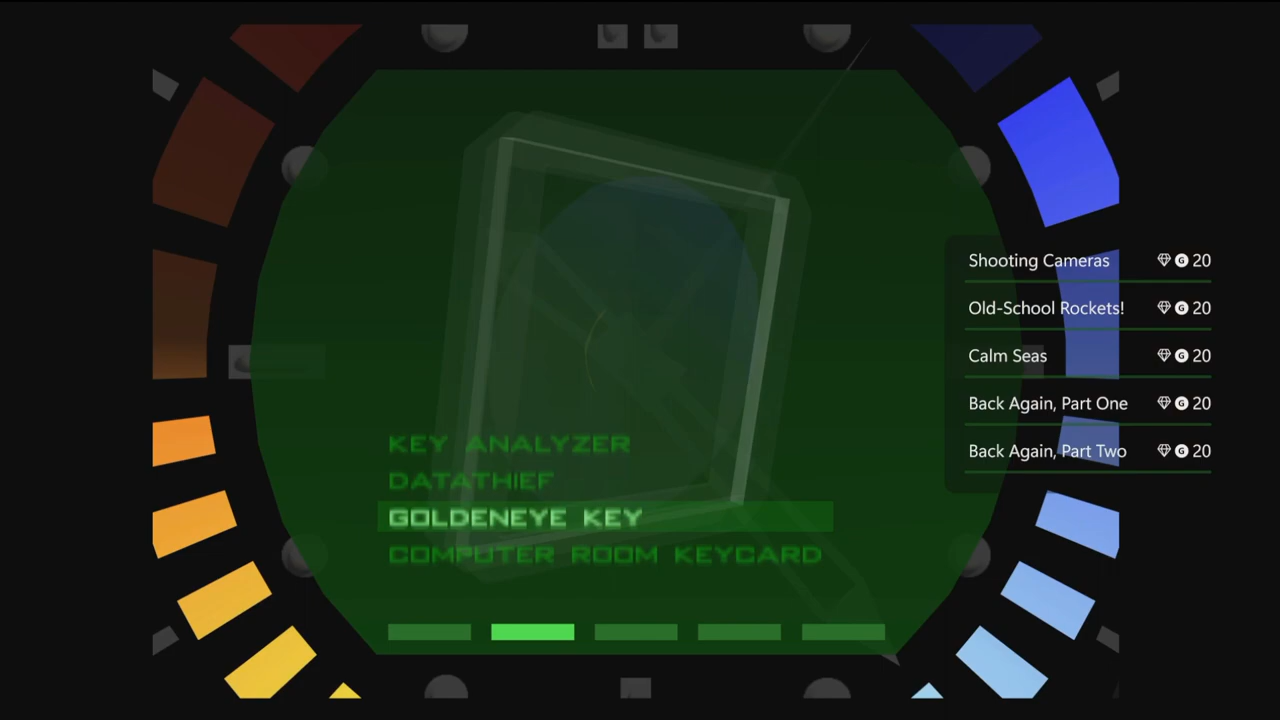 KEY ANALYZER
DATATHIEF
GOLDENEYE KEY
COMPUTER ROOM KEYCARD
Shooting Cameras G 20
Old-School Rockets! G 20
Calm Seas G 20
Back Again, Part One G 20
Back Again, Part Two G 20